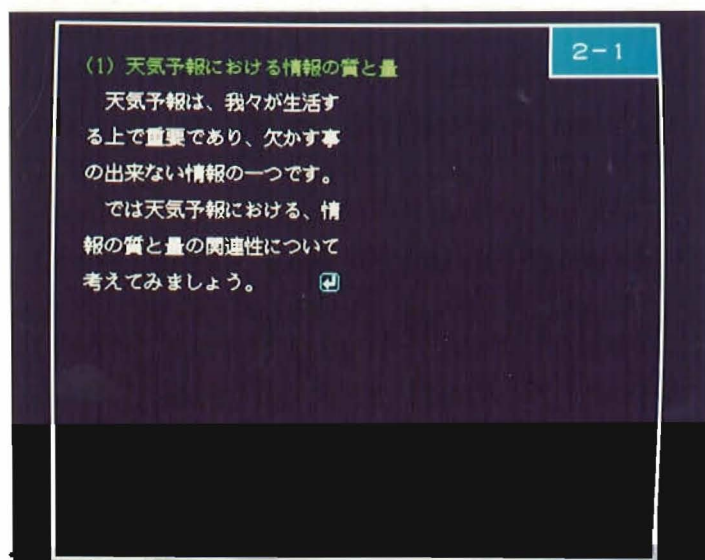 2-1
(1) 天気予報における情報の質と量
天気予報は、我々が生活す
る上で重要であり、欠かす事
の出来ない情報の一つです。
では天気予報における、情
報の質と量の関連性について
考えてみましょう。 ↵